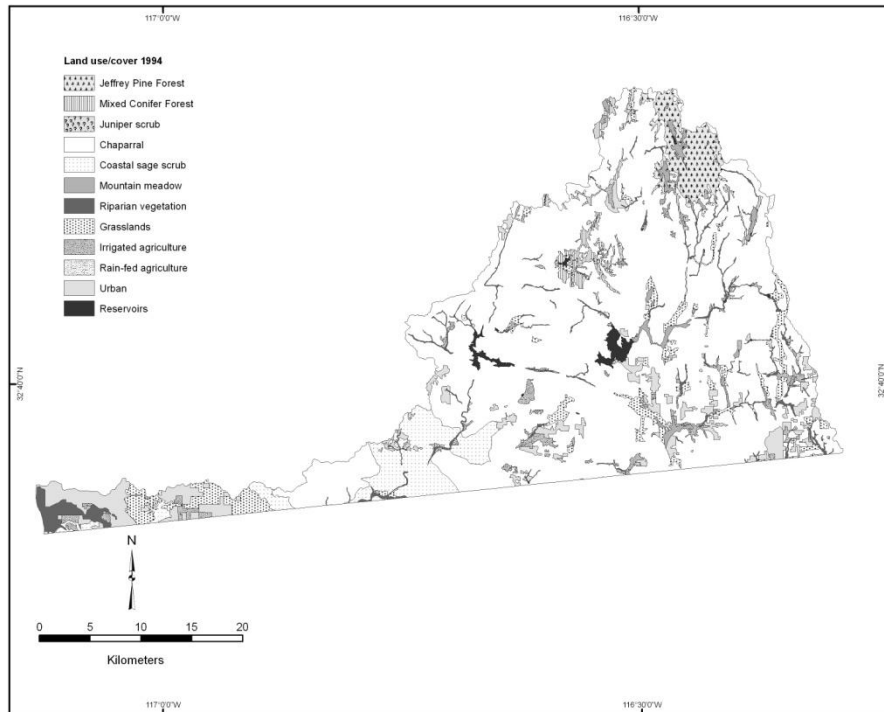 117°0'0"W
116°30'0"W
Land use/cover 1994
Jeffrey Pine Forest
Mixed Conifer Forest
Juniper scrub
Chaparral
Coastal sage scrub
Mountain meadow
Riparian vegetation
Grasslands
Irrigated agriculture
Rain-fed agriculture
Urban
Reservoirs
32°40'0"N
32°40'0"N
N
0 5 10 15 20
Kilometers
117°0'0"W
116°30'0"W